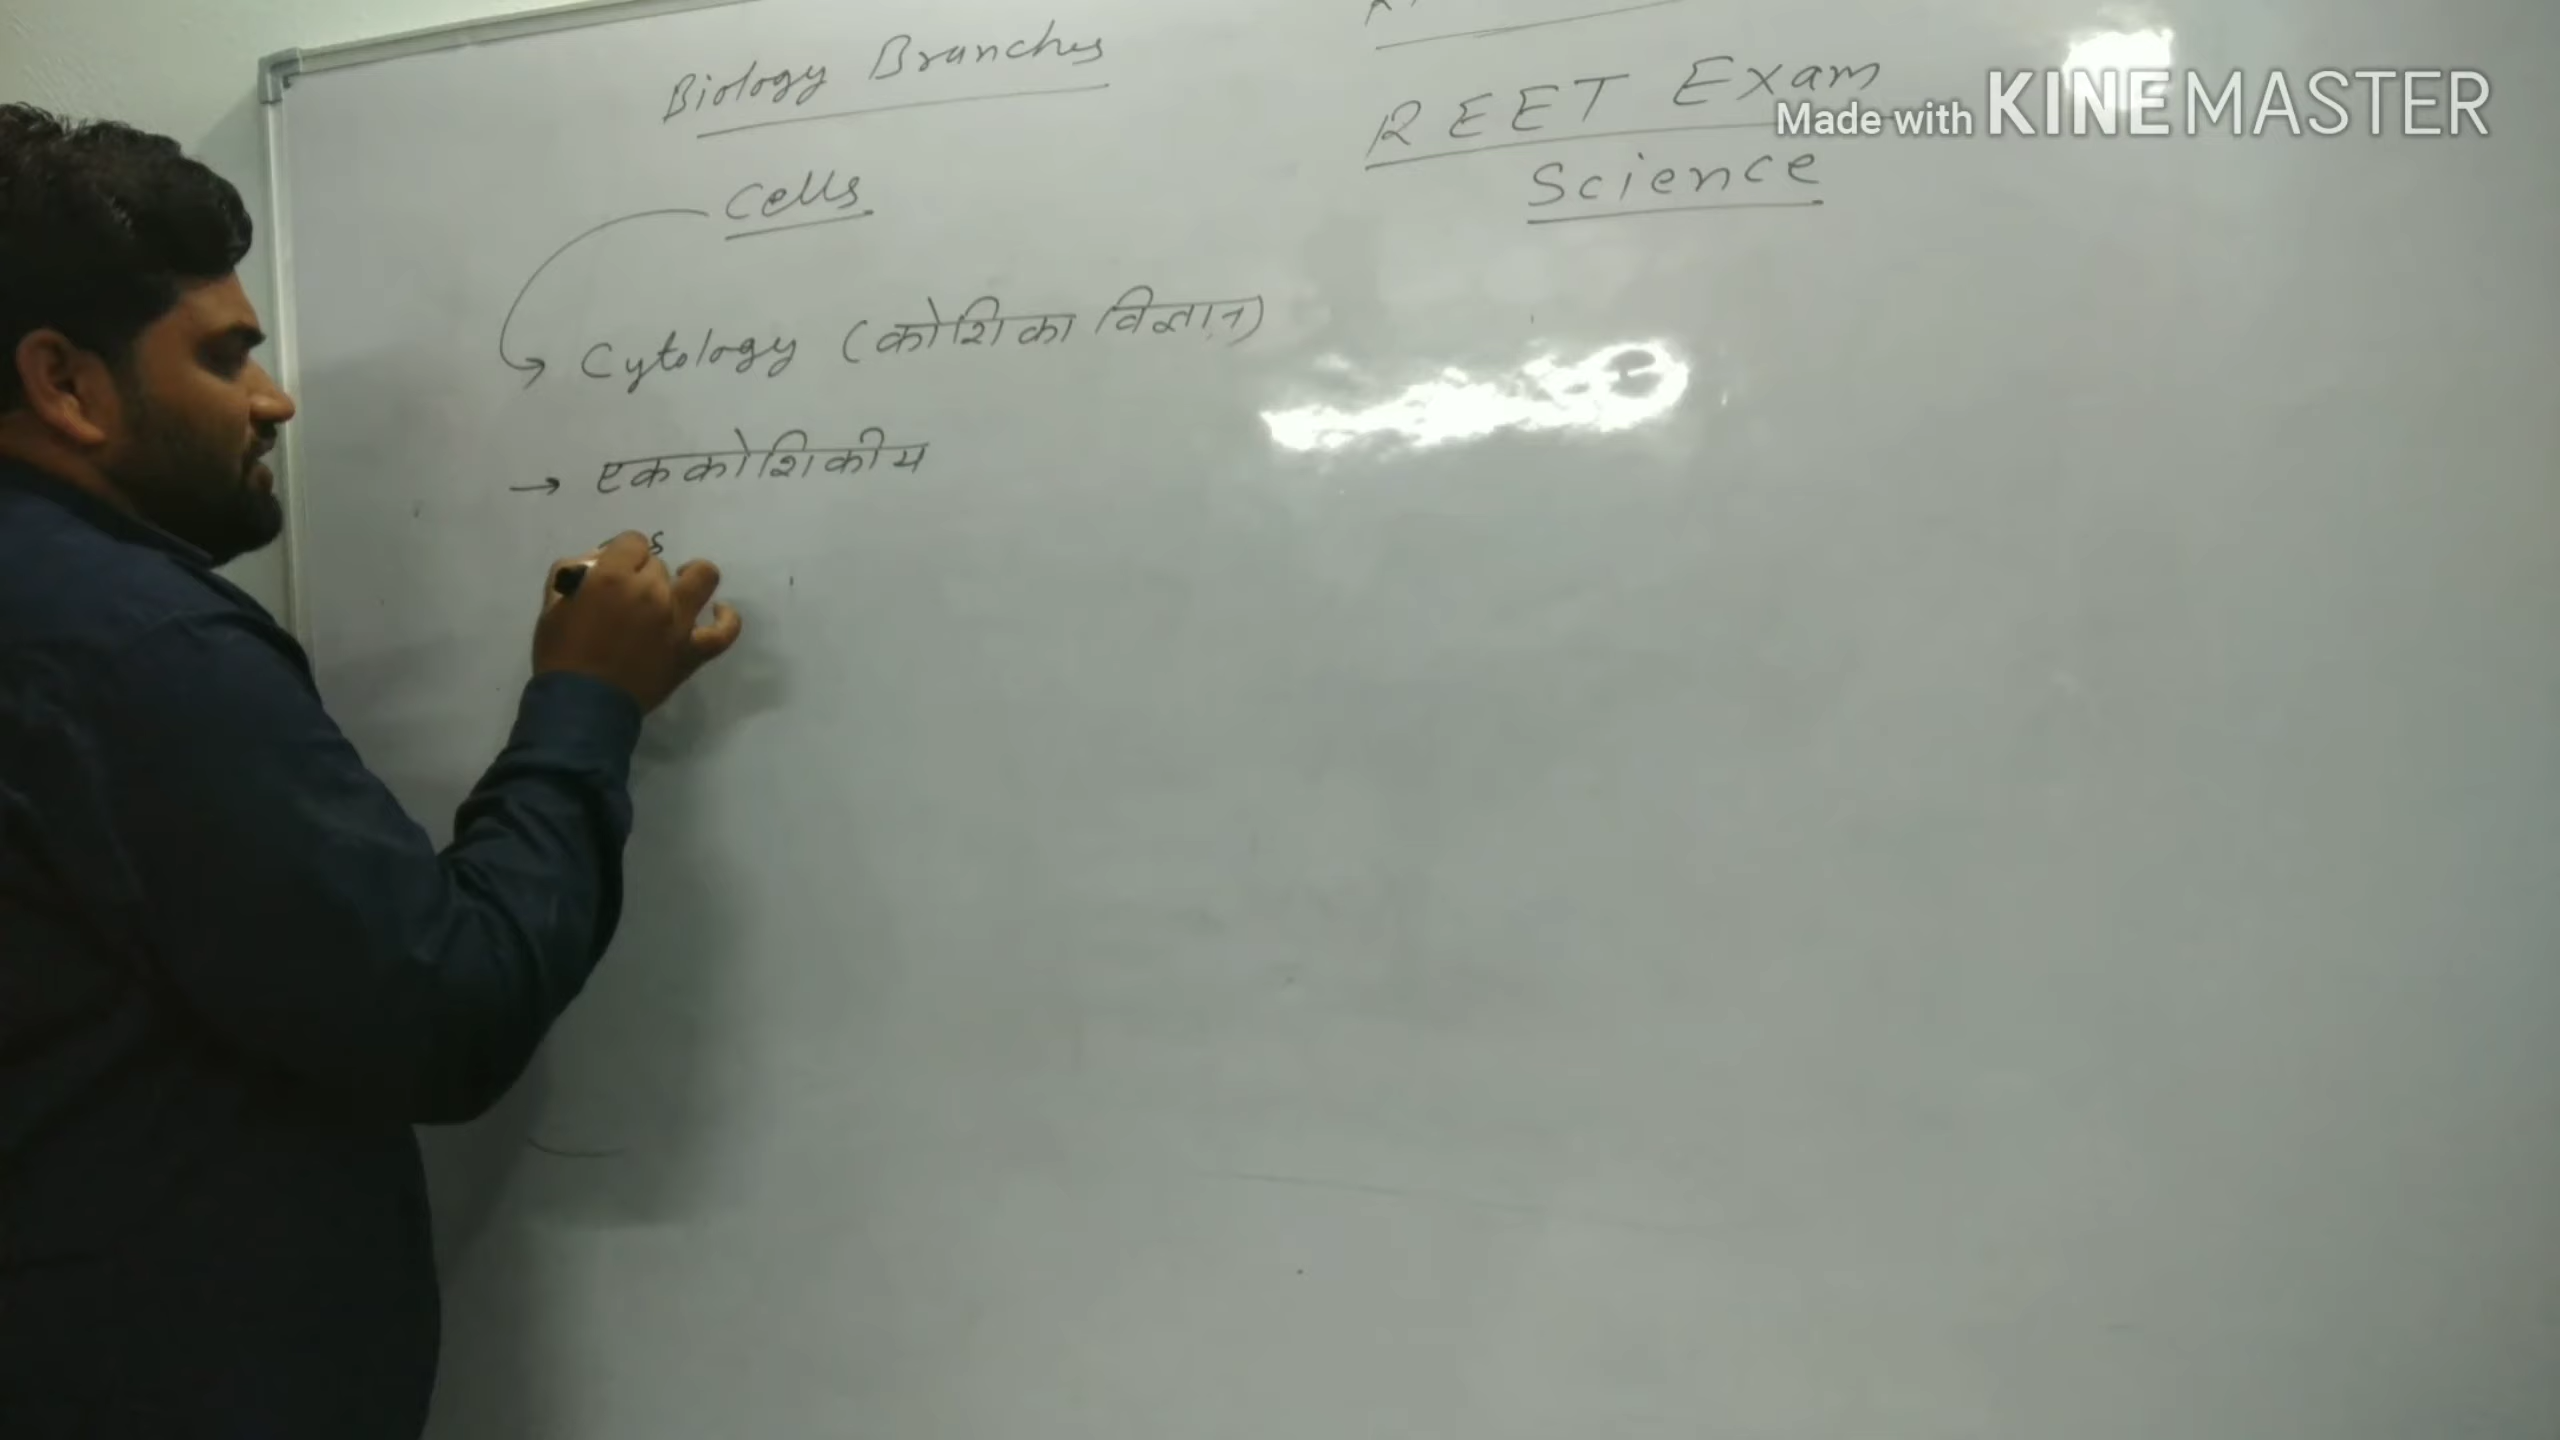 Biology Branches
Cells
Cytology (कोशिका विज्ञान)
→ एककोशिकीय
REET Exam
Science
Made with KINEMASTER